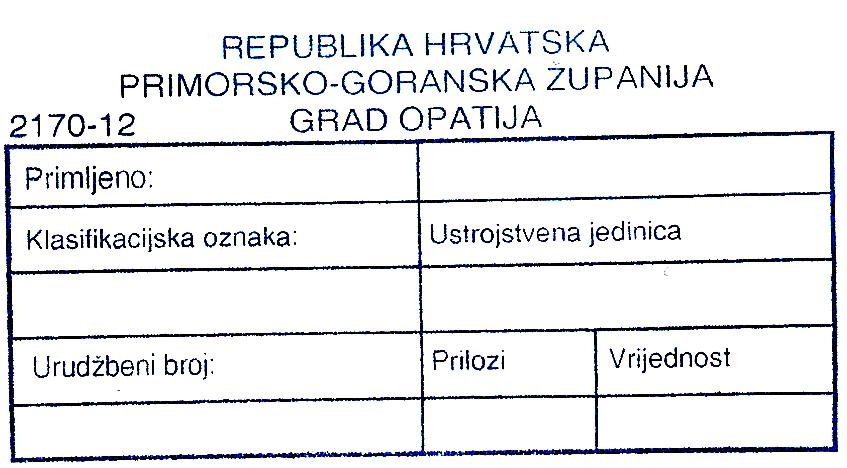 REPUBLIKA HRVATSKA
PRIMORSKO-GORANSKA ŽUPANIJA
2170-12 GRAD OPATIJA
Primljeno:
Klasifikacijska oznaka: Ustrojstvena jedinica
Urudžbeni broj: Prilozi Vrijednost